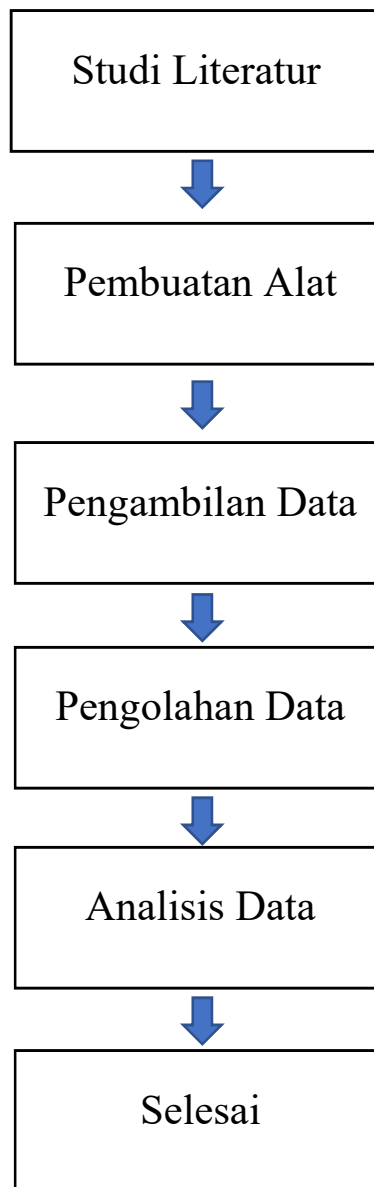 Studi Literatur
Pembuatan Alat
Pengambilan Data
Pengolahan Data
Analisis Data
Selesai